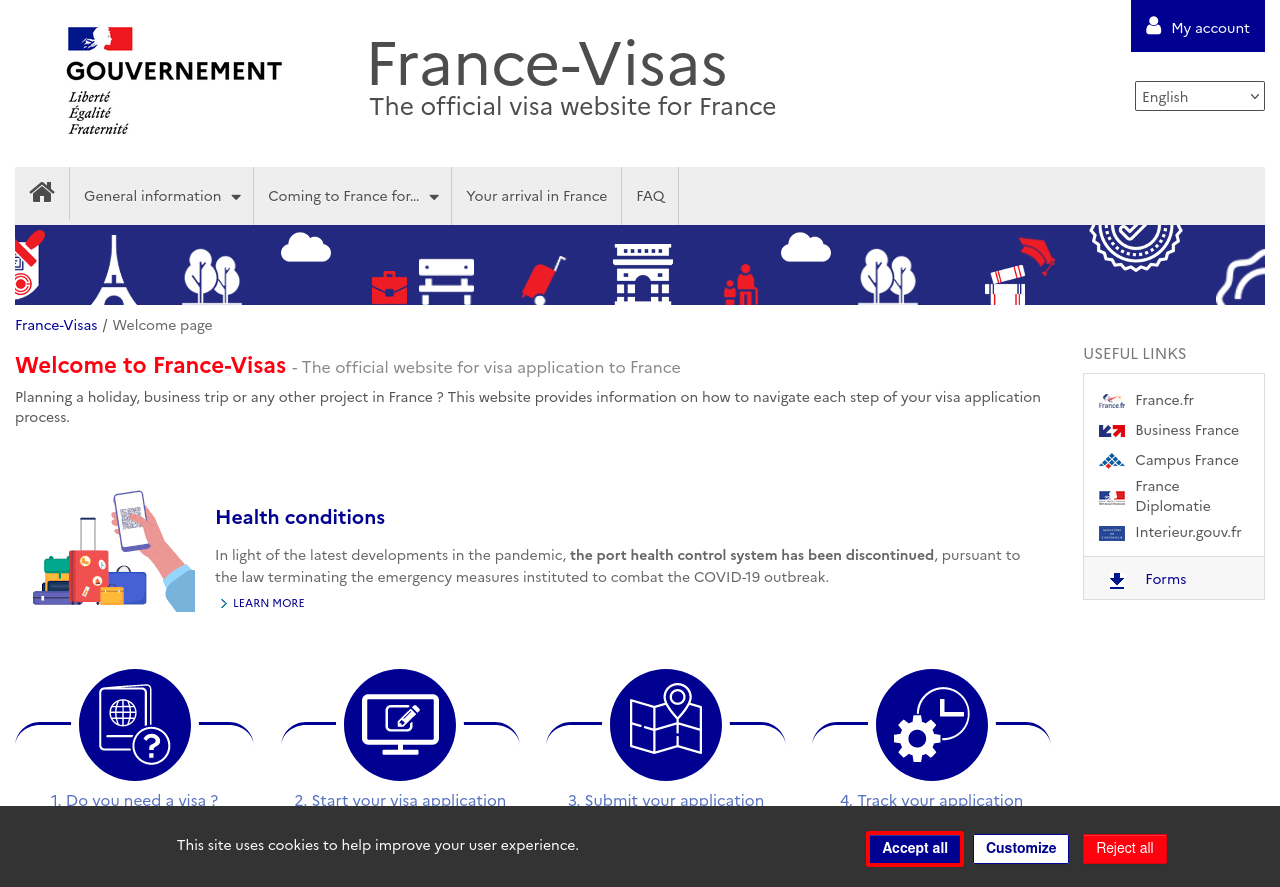 My account
GOUVERNEMENT
Liberté
Égalité
Fraternité
France-Visas
The official visa website for France
English
General information
Coming to France for...
Your arrival in France
FAQ
France-Visas / Welcome page
Welcome to France-Visas - The official website for visa application to France
Planning a holiday, business trip or any other project in France ? This website provides information on how to navigate each step of your visa application
process.
USEFUL LINKS
France.fr
France.fr
Business France
Campus France
France
Diplomatie
Interieur.gouv.fr
Forms
Health conditions
In light of the latest developments in the pandemic, the port health control system has been discontinued, pursuant to
the law terminating the emergency measures instituted to combat the COVID-19 outbreak.
LEARN MORE
1. Do you need a visa ?
2. Start your visa application
3. Submit your application
4. Track your application
This site uses cookies to help improve your user experience.
Accept all
Customize
Reject all